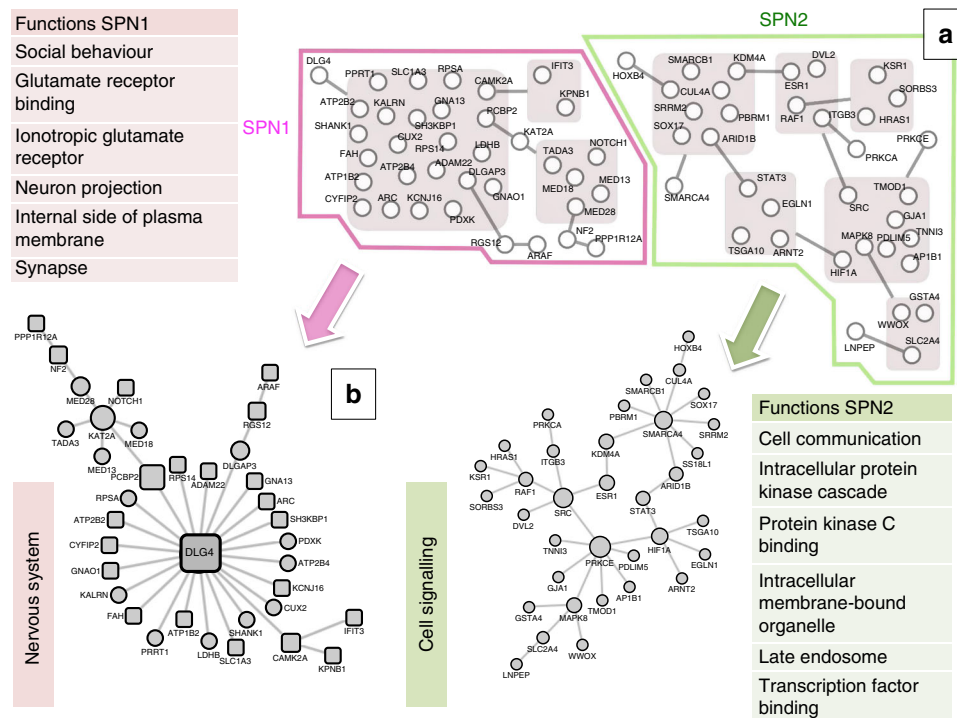 Functions SPN1
Social behaviour
Glutamate receptor
binding
Ionotropic glutamate
receptor
Neuron projection
Internal side of plasma
membrane
Synapse
SPN1
DLG4
PPRT1
SLC1A3
RPSA
CAMK2A
IFIT3
KPNB1
ATP2B2
KALRN
GNA13
PCBP2
SHANK1
SH3KBP1
CUX2
KAT2A
FAH
RPS14
LDHB
TADA3
NOTCH1
ATP1B2
ATP2B4
ADAM22
DLGAP3
MED18
MED13
CYFIP2
ARC
KCNJ16
GNAO1
PDXK
MED28
RGS12
ARAF
NF2
PPP1R12A
SPN2
a
HOXB4
SMARCB1
KDM4A
DVL2
ESR1
KSR1
CUL4A
SORBS3
SRRM2
PBRM1
RAF1
ITGB3
HRAS1
SOX17
ARID1B
PRKCE
PRKCA
SMARCA4
STAT3
TMOD1
SRC
EGLN1
GJA1
MAPK8
PDLIM5
TNNI3
TSGA10
ARNT2
HIF1A
AP1B1
GSTA4
WWOX
LNPEP
SLC2A4
b
PPP1R12A
NF2
MED28
NOTCH1
ARAF
TADA3
KAT2A
MED18
RGS12
MED13
DLGAP3
PCBP2
RPS14
ADAM22
GNA13
RPSA
ARC
ATP2B2
SH3KBP1
CYFIP2
DLG4
PDXK
GNAO1
ATP2B4
KALRN
KCNJ16
FAH
CUX2
ATP1B2
SHANK1
IFIT3
PRRT1
LDHB
SLC1A3
CAMK2A
KPNB1
Nervous system
HOXB4
CUL4A
SMARCB1
SOX17
PBRM1
SMARCA4
SRRM2
PRKCA
KDM4A
SS18L1
HRAS1
ITGB3
ARID1B
KSR1
RAF1
ESR1
SORBS3
SRC
STAT3
DVL2
TSGA10
TNNI3
PRKCE
PDLIM5
HIF1A
EGLN1
GJA1
AP1B1
ARNT2
TMOD1
GSTA4
MAPK8
SLC2A4
WWOX
LNPEP
Cell signalling
Functions SPN2
Cell communication
Intracellular protein
kinase cascade
Protein kinase C
binding
Intracellular
membrane-bound
organelle
Late endosome
Transcription factor
binding